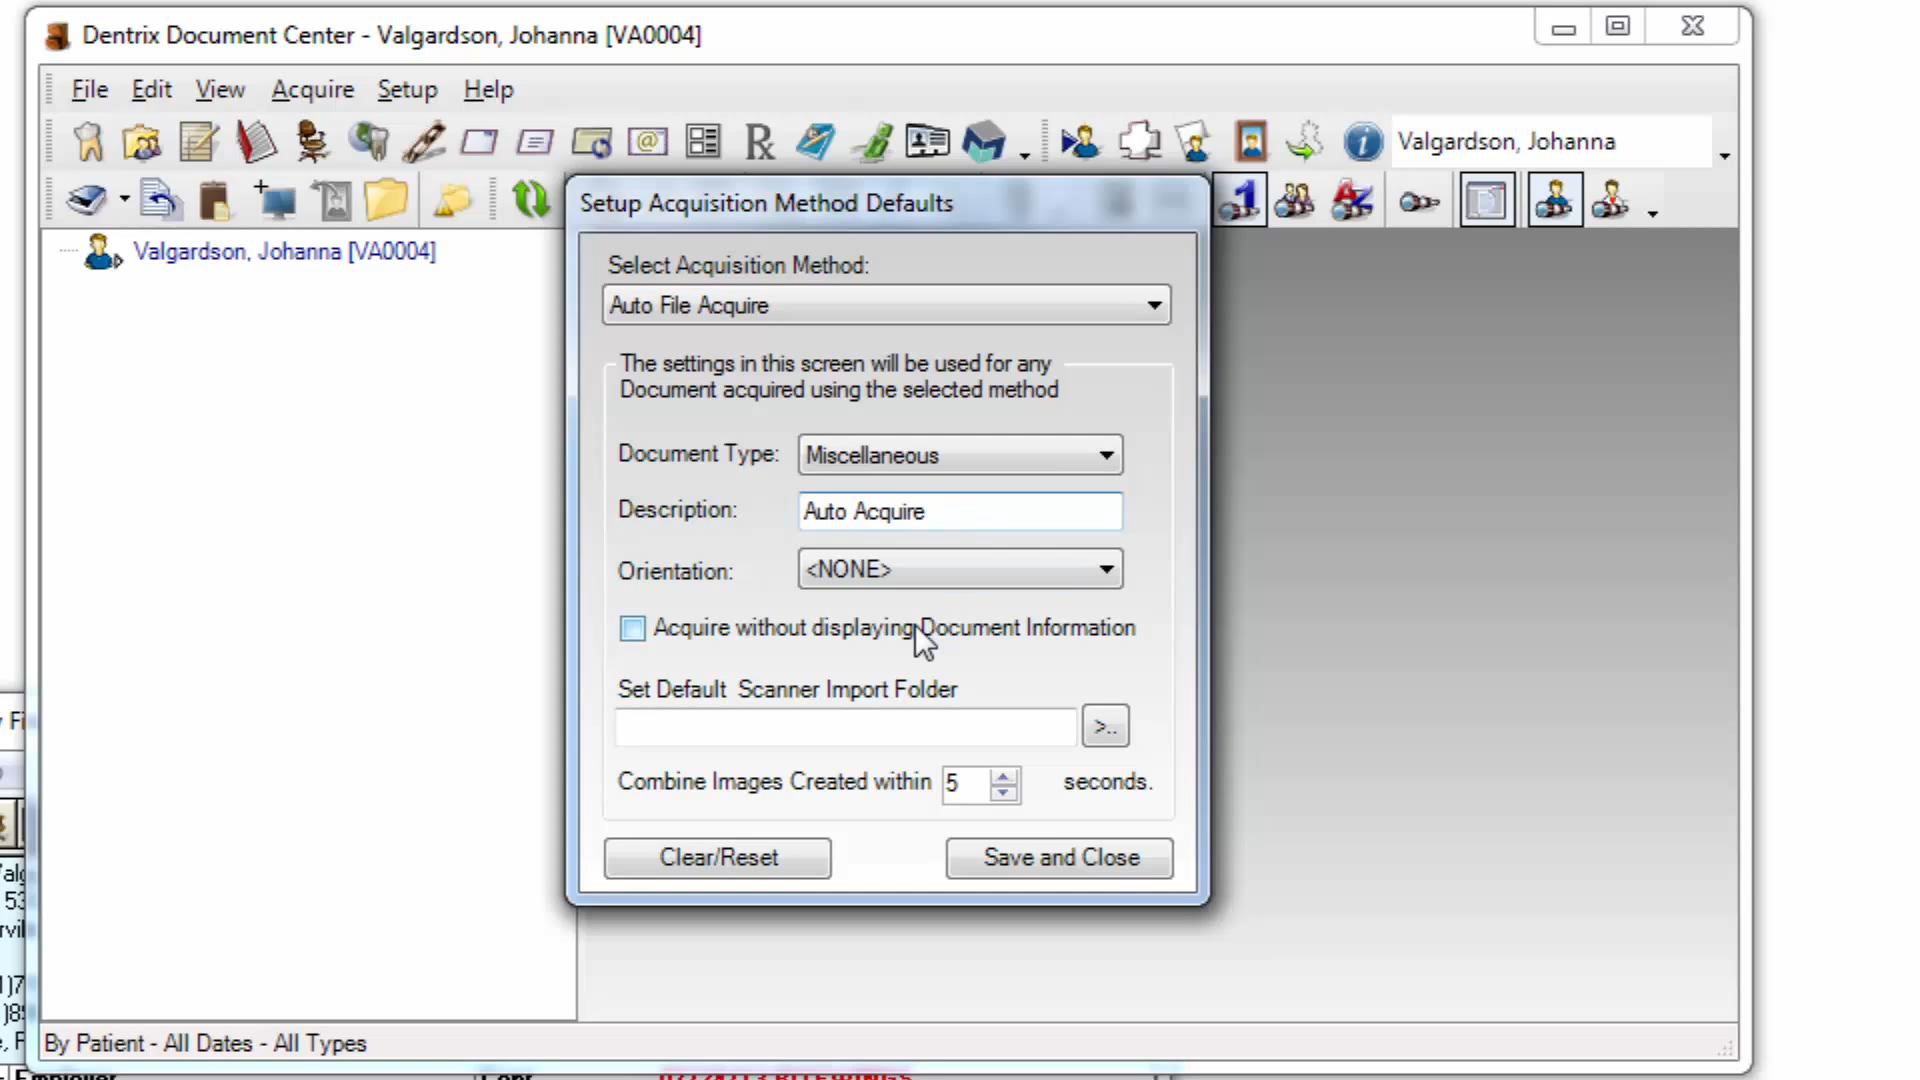 Dentrix Document Center - Valgardson, Johanna [VA0004]
File Edit View Acquire Setup Help
Valgardson, Johanna
Valgardson, Johanna [VA0004]
Setup Acquisition Method Defaults
Select Acquisition Method:
Auto File Acquire
The settings in this screen will be used for any
Document acquired using the selected method
Document Type: Miscellaneous
Description: Auto Acquire
Orientation: <NONE>
Acquire without displaying Document Information
Set Default Scanner Import Folder
>..
Combine Images Created within 5 seconds.
Clear/Reset Save and Close
By Patient - All Dates - All Types